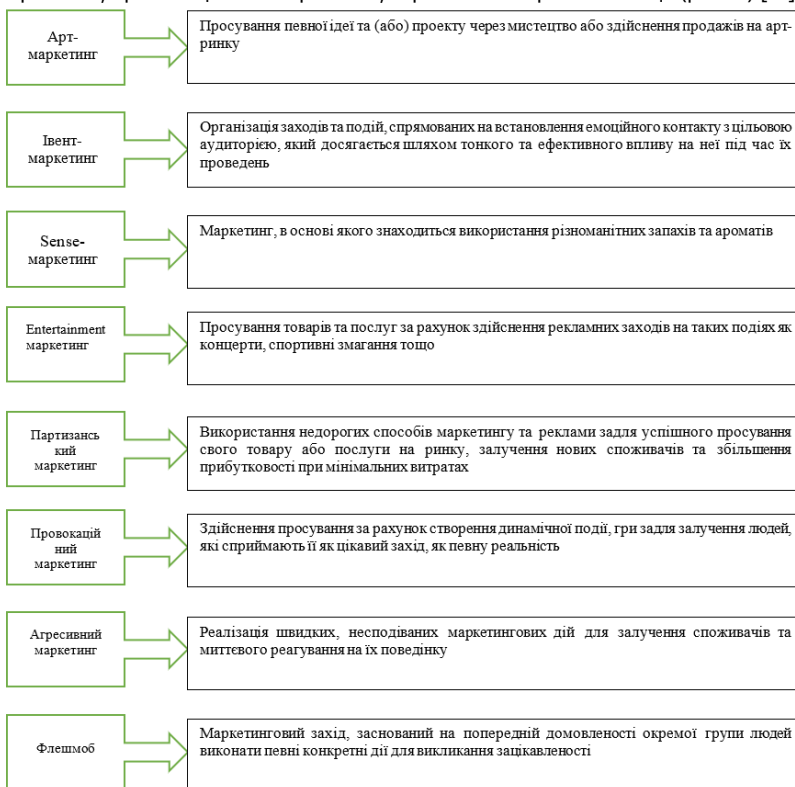 Арт-
маркетинг
Просування певної ідеї та (або) проекту через мистецтво або здійснення продажів на арт-
ринку
Івент-
маркетинг
Організація заходів та подій, спрямованих на встановлення емоційного контакту з цільовою
аудиторією, який досягається шляхом тонкого та ефективного впливу на неї під час їх
проведень
Sense-
маркетинг
Маркетинг, в основі якого знаходиться використання різноманітних запахів та ароматів
Entertainment
маркетинг
Просування товарів та послуг за рахунок здійснення рекламних заходів на таких подіях як
концерти, спортивні змагання тощо
Партизансь
кий
маркетинг
Використання недорогих способів маркетингу та реклами задля успішного просування
свого товару або послуги на ринку, залучення нових споживачів та збільшення
прибутковості при мінімальних витратах
Провокацій
ний
маркетинг
Здійснення просування за рахунок створення динамічної події, гри задля залучення людей,
які сприймають її як цікавий захід, як певну реальність
Агресивний
маркетинг
Реалізація швидких, несподіваних маркетингових дій для залучення споживачів та
миттєвого реагування на їх поведінку
Флешмоб
Маркетинговий захід, заснований на попередній домовленості окремої групи людей
виконати певні конкретні дії для викликання зацікавленості